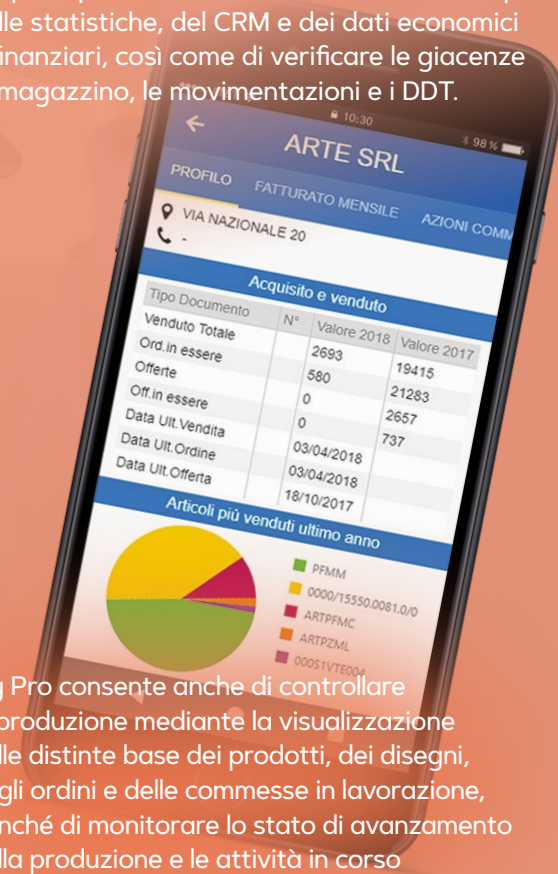 lle statistiche, del CRM e dei dati economici
inanziari, così come di verificare le giacenze
magazzino, le movimentazioni e i DDT.
10:30
98%
ARTE SRL
PROFILO FATTURATO MENSILE AZIONI COMM
VIA NAZIONALE 20
-
Acquisito e venduto
Tipo Documento N° Valore 2018 Valore 2017
Venduto Totale 2693 19415
Ord.in essere 580 21283
Offerte 0 2657
Off.in essere 0 737
Data Ult.Vendita 03/04/2018
Data Ult.Ordine 03/04/2018
Data Ult.Offerta 18/10/2017
Articoli più venduti ultimo anno
PFMM
0000/15550.0081.0/0
ARTPFMC
ARTPZML
000S1VTE004
g Pro consente anche di controllare
produzione mediante la visualizzazione
lle distinte base dei prodotti, dei disegni,
gli ordini e delle commesse in lavorazione,
nché di monitorare lo stato di avanzamento
lla produzione e le attività in corso